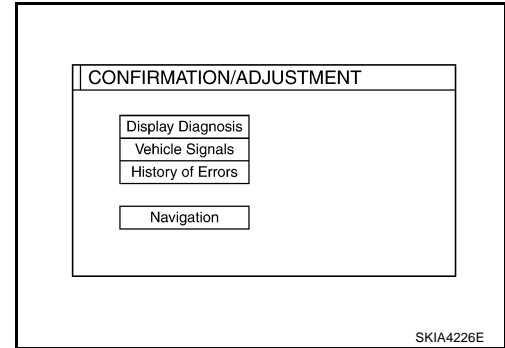 CONFIRMATION/ADJUSTMENT
Display Diagnosis
Vehicle Signals
History of Errors
Navigation
SKIA4226E